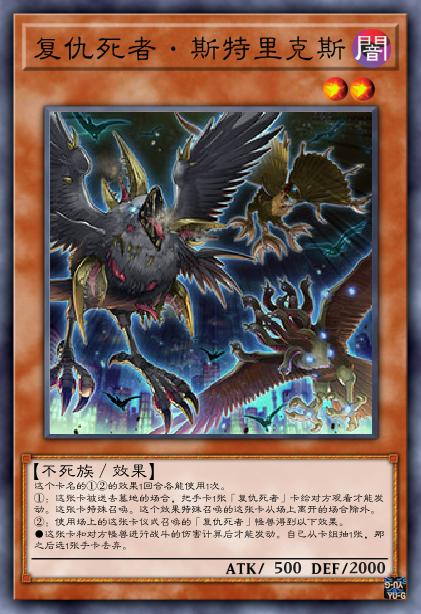 复仇死者·斯特里克斯
闇
【不死族/效果】
这个卡名的①②的效果1回合各能使用1次。
①：这张卡被送去墓地的场合，把手卡1张「复仇死者」卡给对方观看才能发
动。这张卡特殊召唤。这个效果特殊召唤的这张卡从场上离开的场合除外。
②：使用场上的这张卡仪式召唤的「复仇死者」怪兽得到以下效果。
●这张卡和对方怪兽进行战斗的伤害计算后才能发动。自己从卡组抽1张，那
之后选1张手卡丢弃。
ATK/ 500 DEF/2000
YU-G
YU-G